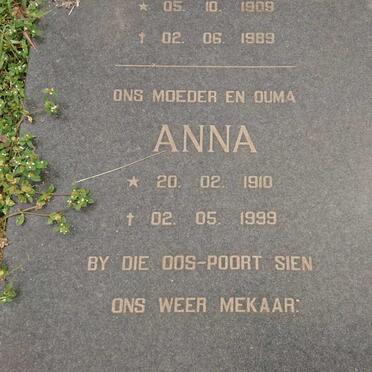 ★ 05. 10. 1909
† 02. 06. 1989
ONS MOEDER EN OUMA
ANNA
★ 20. 02. 1910
† 02. 05. 1999
BY DIE OOS-POORT SIEN
ONS WEER MEKAAR.